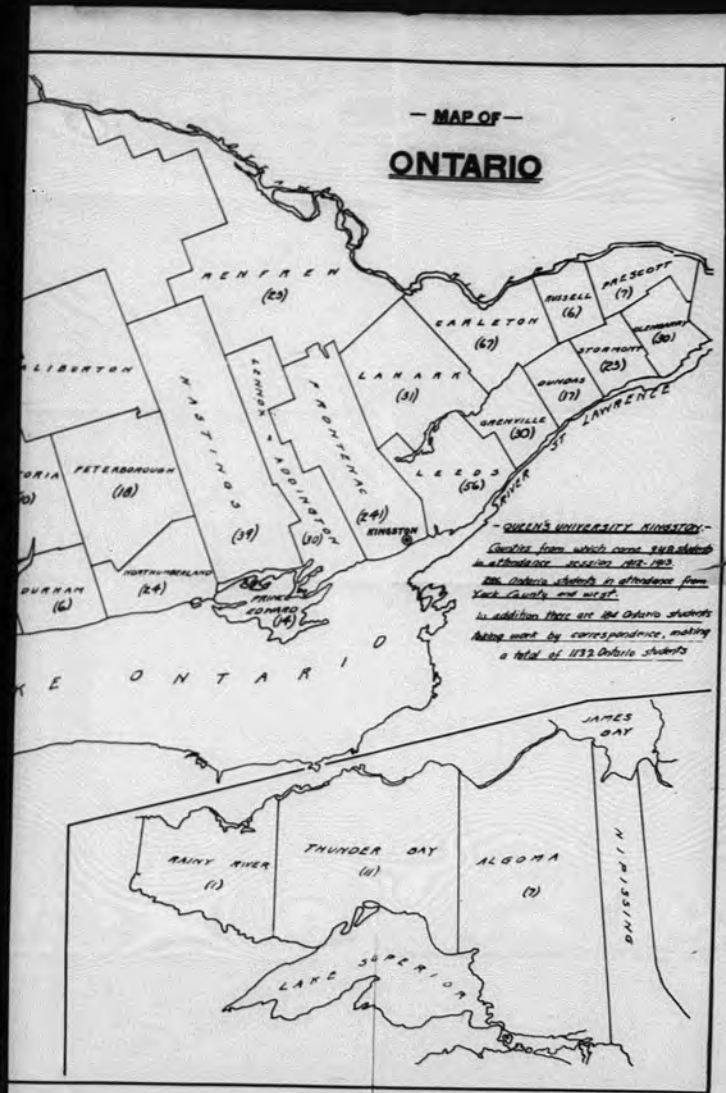 — MAP OF —
ONTARIO
RENFREW
(23)
CARLETON
(67)
RUSSELL
(6)
PRESCOTT
(7)
GLENGARRY
(30)
STORMONT
(23)
DUNDAS
(17)
GRENVILLE
(30)
LANARK
(31)
LEEDS
(56)
FRONTENAC
(241)
KINGSTON
LENNOX & ADDINGTON
(30)
HASTINGS
(39)
ALIBURTON
PETERBOROUGH
(18)
ORIA
NORTHUMBERLAND
(24)
DURHAM
(6)
PRINCE
EDWARD
(14)
RIVER ST LAWRENCE
KE ONTARIO
- QUEEN'S UNIVERSITY KINGSTON -
Counties from which came students
in attendance session 1912-1913
Ontario students in attendance from
York County and west.
In addition there are Ontario students
taking work by correspondence, making
a total of 1132 Ontario students
JAMES
BAY
RAINY RIVER
(1)
THUNDER BAY
(11)
ALGOMA
(7)
NIPISSING
LAKE SUPERIOR